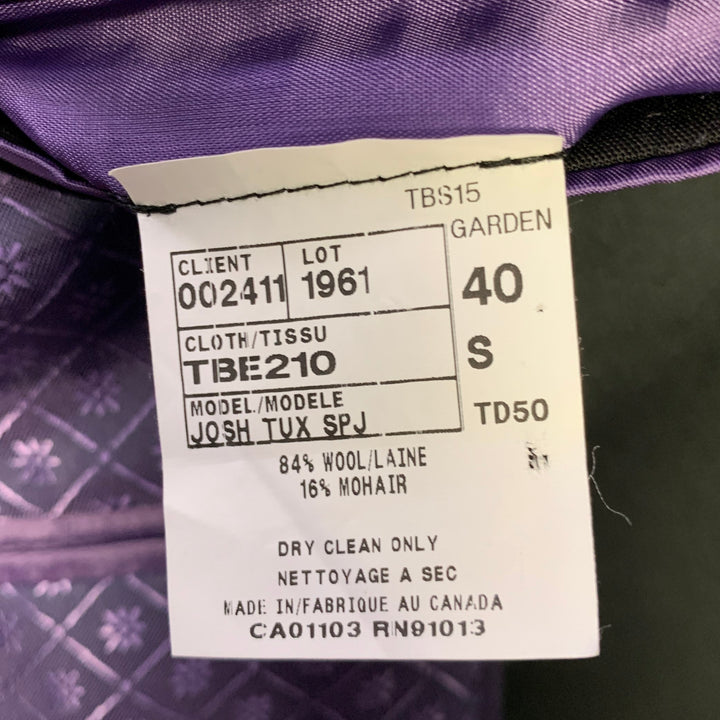 TBS15
GARDEN
CLIENT LOT
002411 1961
40
CLOTH/TISSU
TBE210
S
MODEL/MODELE
JOSH TUX SPJ
TD50
84% WOOL/LAINE
16% MOHAIR
DRY CLEAN ONLY
NETTOYAGE A SEC
MADE IN/FABRIQUE AU CANADA
CA01103 RN91013